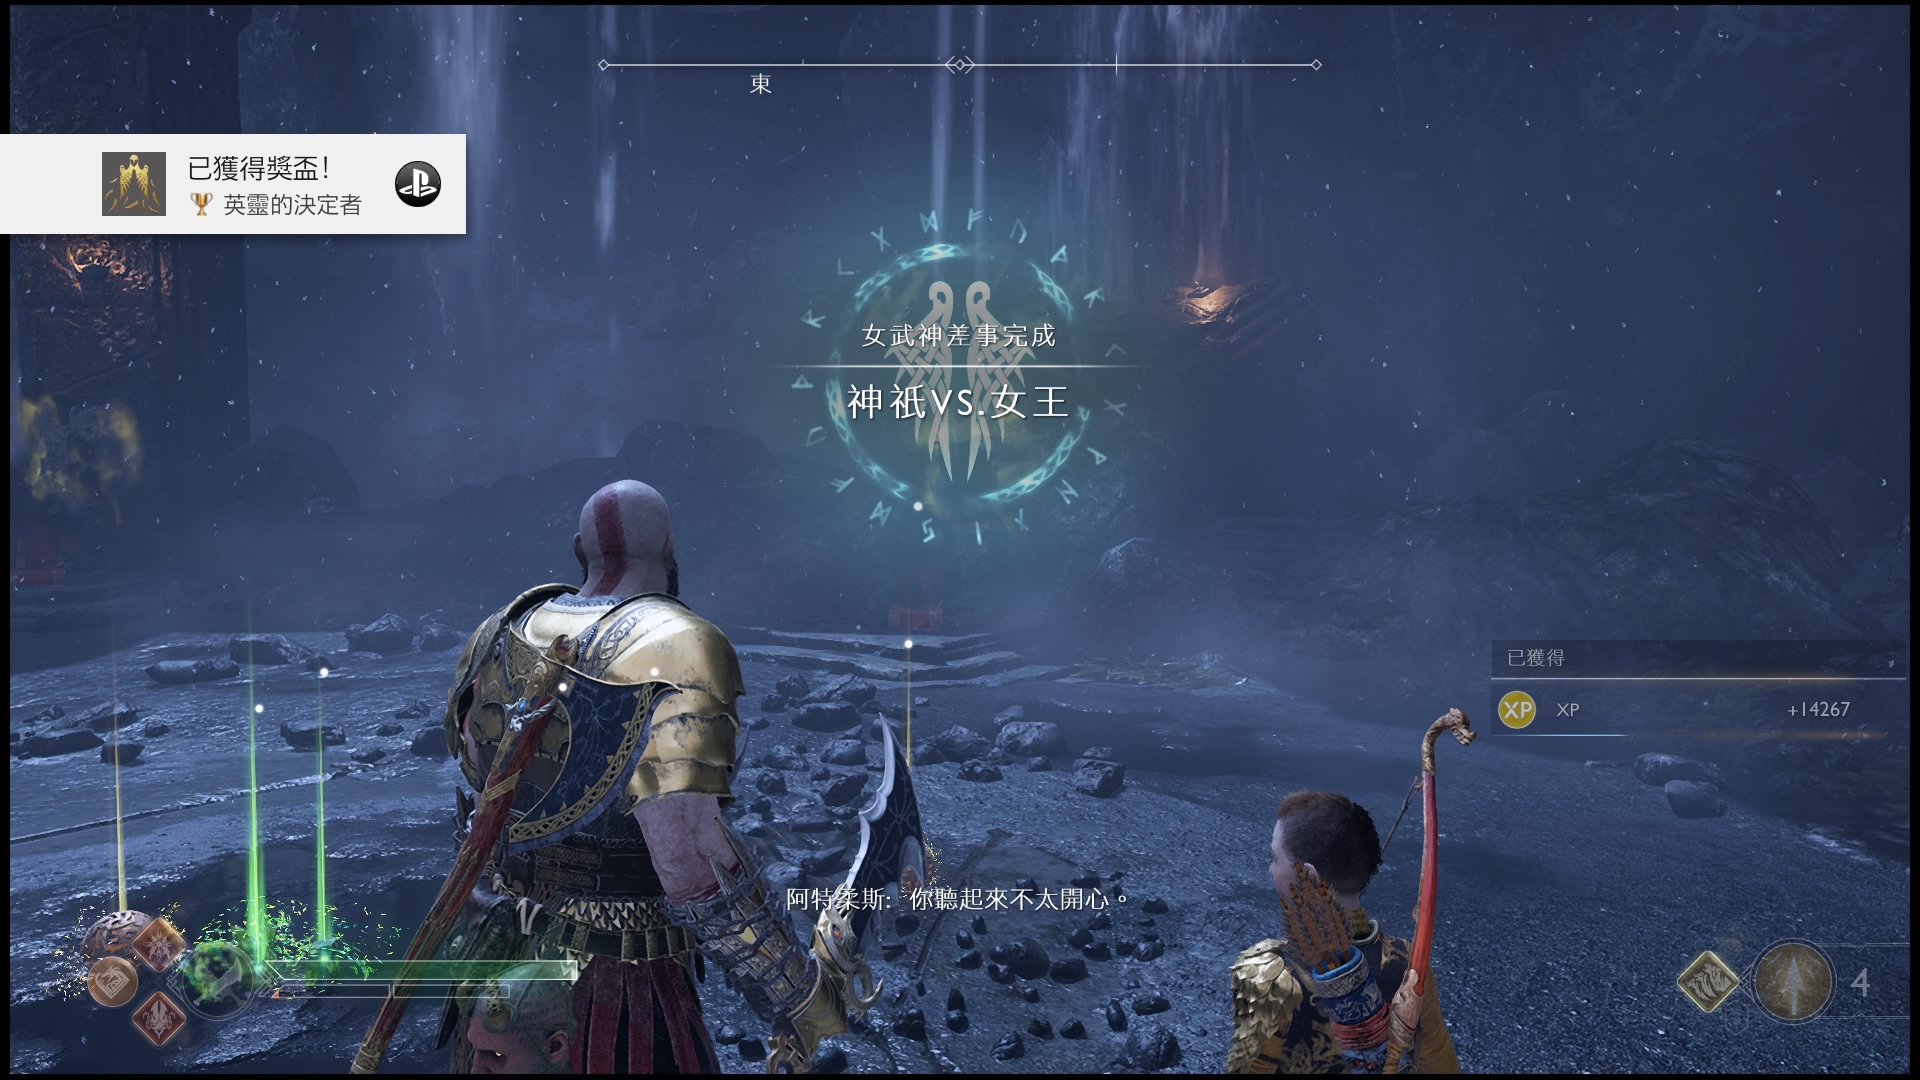 東
已獲得獎盃！
英靈的決定者
女武神差事完成
神祇VS.女王
已獲得
XP XP +14267
阿特柔斯: 你聽起來不太開心。
4